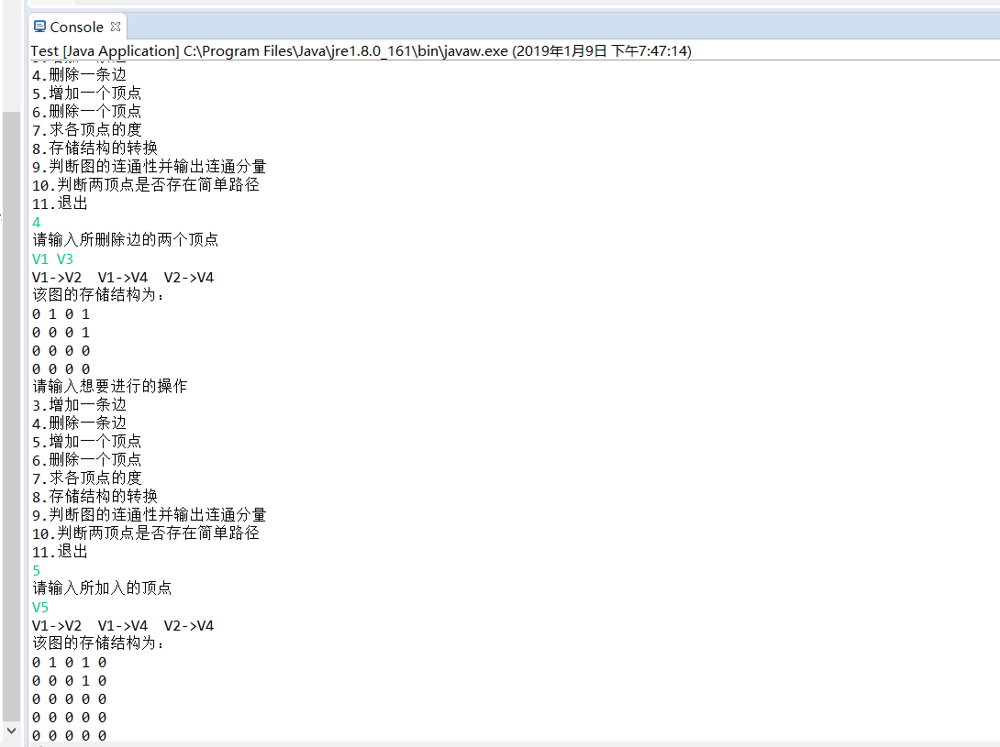 Console
Test [Java Application] C:\Program Files\Java\jre1.8.0_161\bin\javaw.exe (2019年1月9日 下午7:47:14)
4.删除一条边
5.增加一个顶点
6.删除一个顶点
7.求各顶点的度
8.存储结构的转换
9.判断图的连通性并输出连通分量
10.判断两顶点是否存在简单路径
11.退出
4
请输入所删除边的两个顶点
V1 V3
V1->V2  V1->V4  V2->V4
该图的存储结构为:
0 1 0 1
0 0 0 1
0 0 0 0
0 0 0 0
请输入想要进行的操作
3.增加一条边
4.删除一条边
5.增加一个顶点
6.删除一个顶点
7.求各顶点的度
8.存储结构的转换
9.判断图的连通性并输出连通分量
10.判断两顶点是否存在简单路径
11.退出
5
请输入所加入的顶点
V5
V1->V2  V1->V4  V2->V4
该图的存储结构为:
0 1 0 1 0
0 0 0 1 0
0 0 0 0 0
0 0 0 0 0
0 0 0 0 0